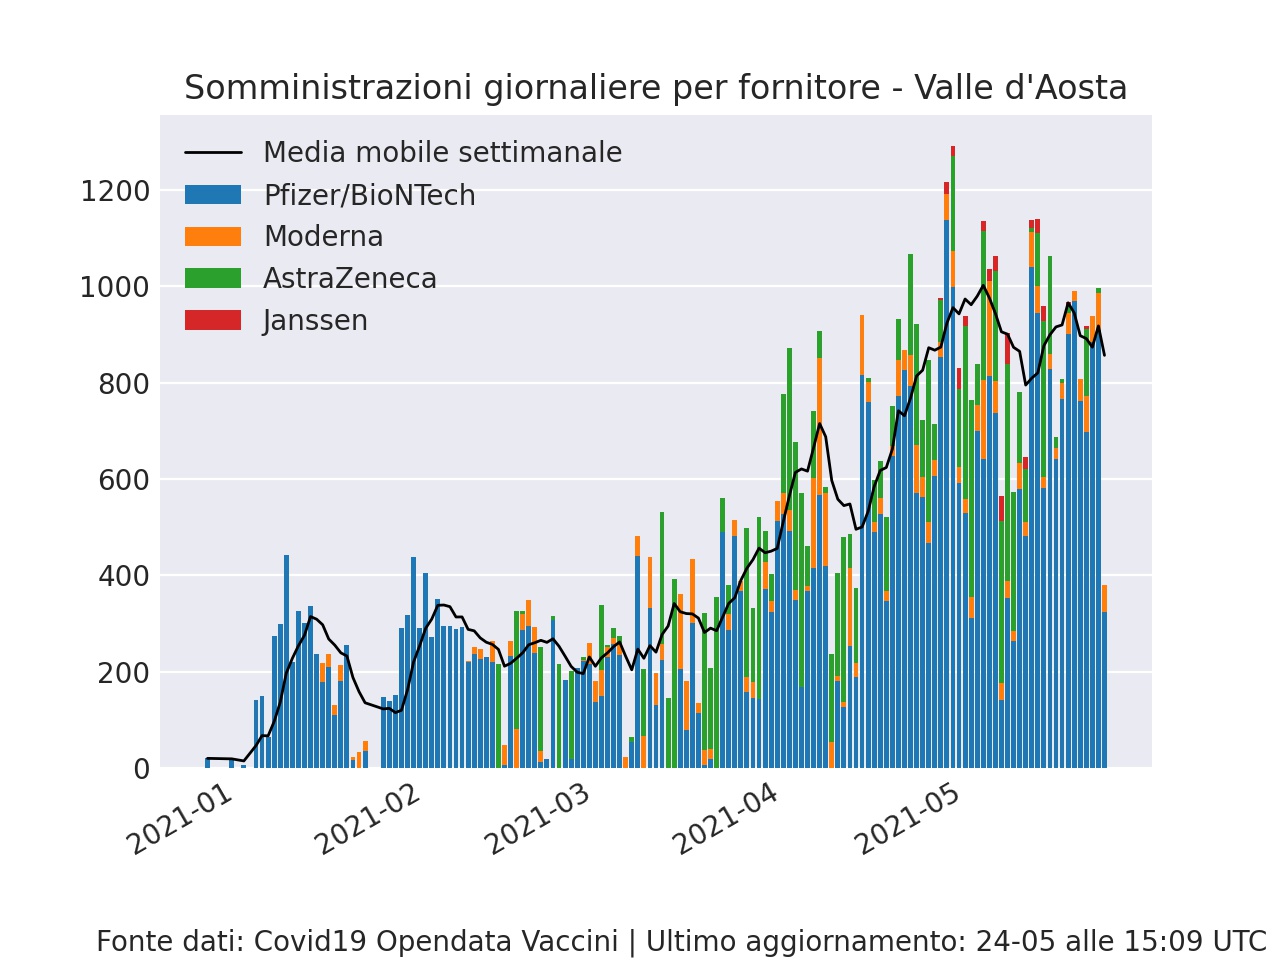 Somministrazioni giornaliere per fornitore - Valle d'Aosta
Media mobile settimanale
Pfizer/BioNTech
Moderna
AstraZeneca
Janssen
1200
1000
800
600
400
200
0
2021-01
2021-02
2021-03
2021-04
2021-05
Fonte dati: Covid19 Opendata Vaccini | Ultimo aggiornamento: 24-05 alle 15:09 UTC